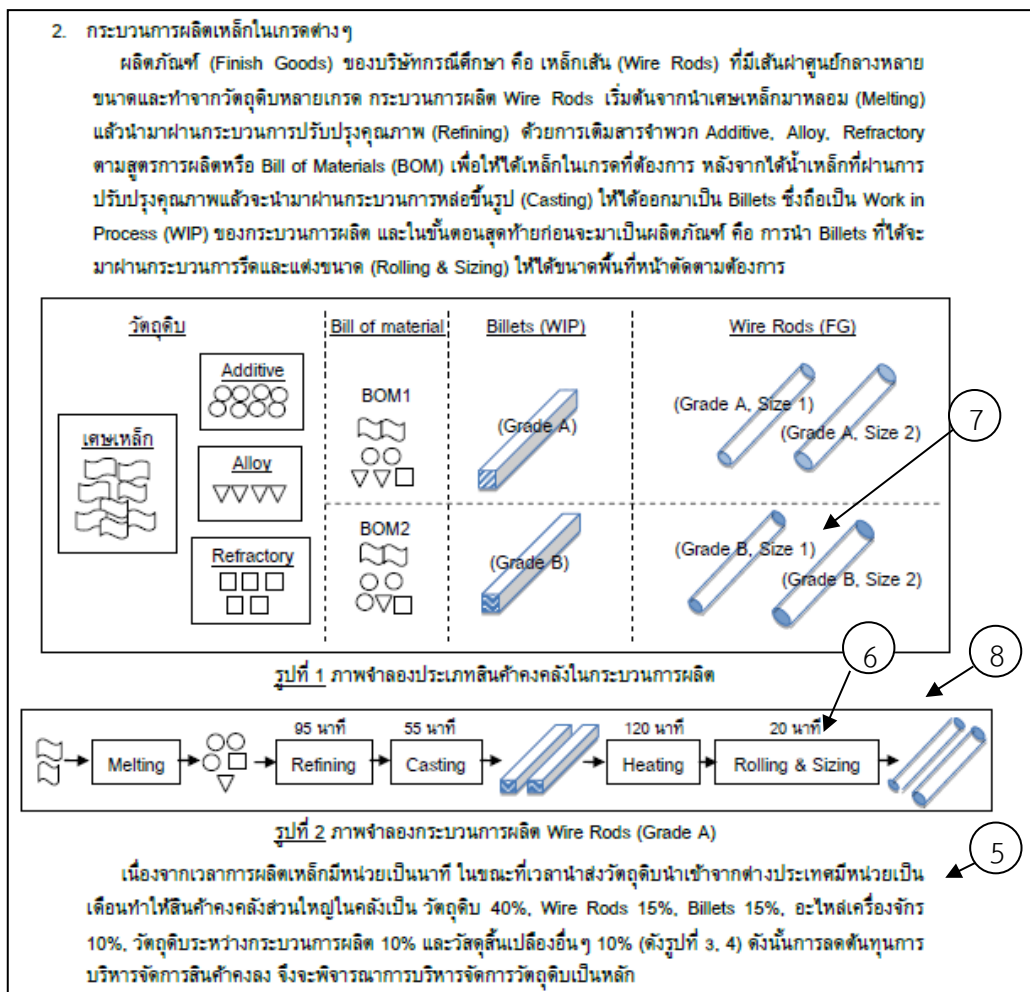 2. กระบวนการผลิตเหล็กในเกรดต่างๆ
ผลิตภัณฑ์ (Finish Goods) ของบริษัทกรณีศึกษา คือ เหล็กเส้น (Wire Rods) ที่มีเส้นผ่าศูนย์กลางหลาย
ขนาดและทำจากวัตถุดิบหลายเกรด กระบวนการผลิต Wire Rods เริ่มต้นจากนำเศษเหล็กมาหลอม (Melting)
แล้วนำมาผ่านกระบวนการปรับปรุงคุณภาพ (Refining) ด้วยการเติมสารจำพวก Additive, Alloy, Refractory
ตามสูตรการผลิตหรือ Bill of Materials (BOM) เพื่อให้ได้เหล็กในเกรดที่ต้องการ หลังจากได้น้ำเหล็กที่ผ่านการ
ปรับปรุงคุณภาพแล้วจะนำมาผ่านกระบวนการหล่อขึ้นรูป (Casting) ให้ได้ออกมาเป็น Billets ซึ่งถือเป็น Work in
Process (WIP) ของกระบวนการผลิต และในขั้นตอนสุดท้ายก่อนจะมาเป็นผลิตภัณฑ์ คือ การนำ Billets ที่ได้จะ
มาผ่านกระบวนการรีดและแต่งขนาด (Rolling & Sizing) ให้ได้ขนาดพื้นที่หน้าตัดตามต้องการ
วัตถุดิบ Bill of material Billets (WIP) Wire Rods (FG)
Additive
เศษเหล็ก
Alloy
Refractory
BOM1
BOM2
(Grade A)
(Grade B)
(Grade A, Size 1)
(Grade A, Size 2)
7
(Grade B, Size 1)
(Grade B, Size 2)
6
8
รูปที่ 1 ภาพจำลองประเภทสินค้าคงคลังในกระบวนการผลิต
95 นาที 55 นาที 120 นาที 20 นาที
Melting Refining Casting Heating Rolling & Sizing
รูปที่ 2 ภาพจำลองกระบวนการผลิต Wire Rods (Grade A)
5
เนื่องจากเวลาการผลิตเหล็กมีหน่วยเป็นนาที ในขณะที่เวลานำส่งวัตถุดิบนำเข้าจากต่างประเทศมีหน่วยเป็น
เดือนทำให้สินค้าคงคลังส่วนใหญ่ในคลังเป็น วัตถุดิบ 40%, Wire Rods 15%, Billets 15%, อะไหล่เครื่องจักร
10%, วัตถุดิบระหว่างกระบวนการผลิต 10% และวัสดุสิ้นเปลืองอื่นๆ 10% (ดังรูปที่ 3, 4) ดังนั้นการลดต้นทุนการ
บริหารจัดการสินค้าคงลง จึงจะพิจารณาการบริหารจัดการวัตถุดิบเป็นหลัก